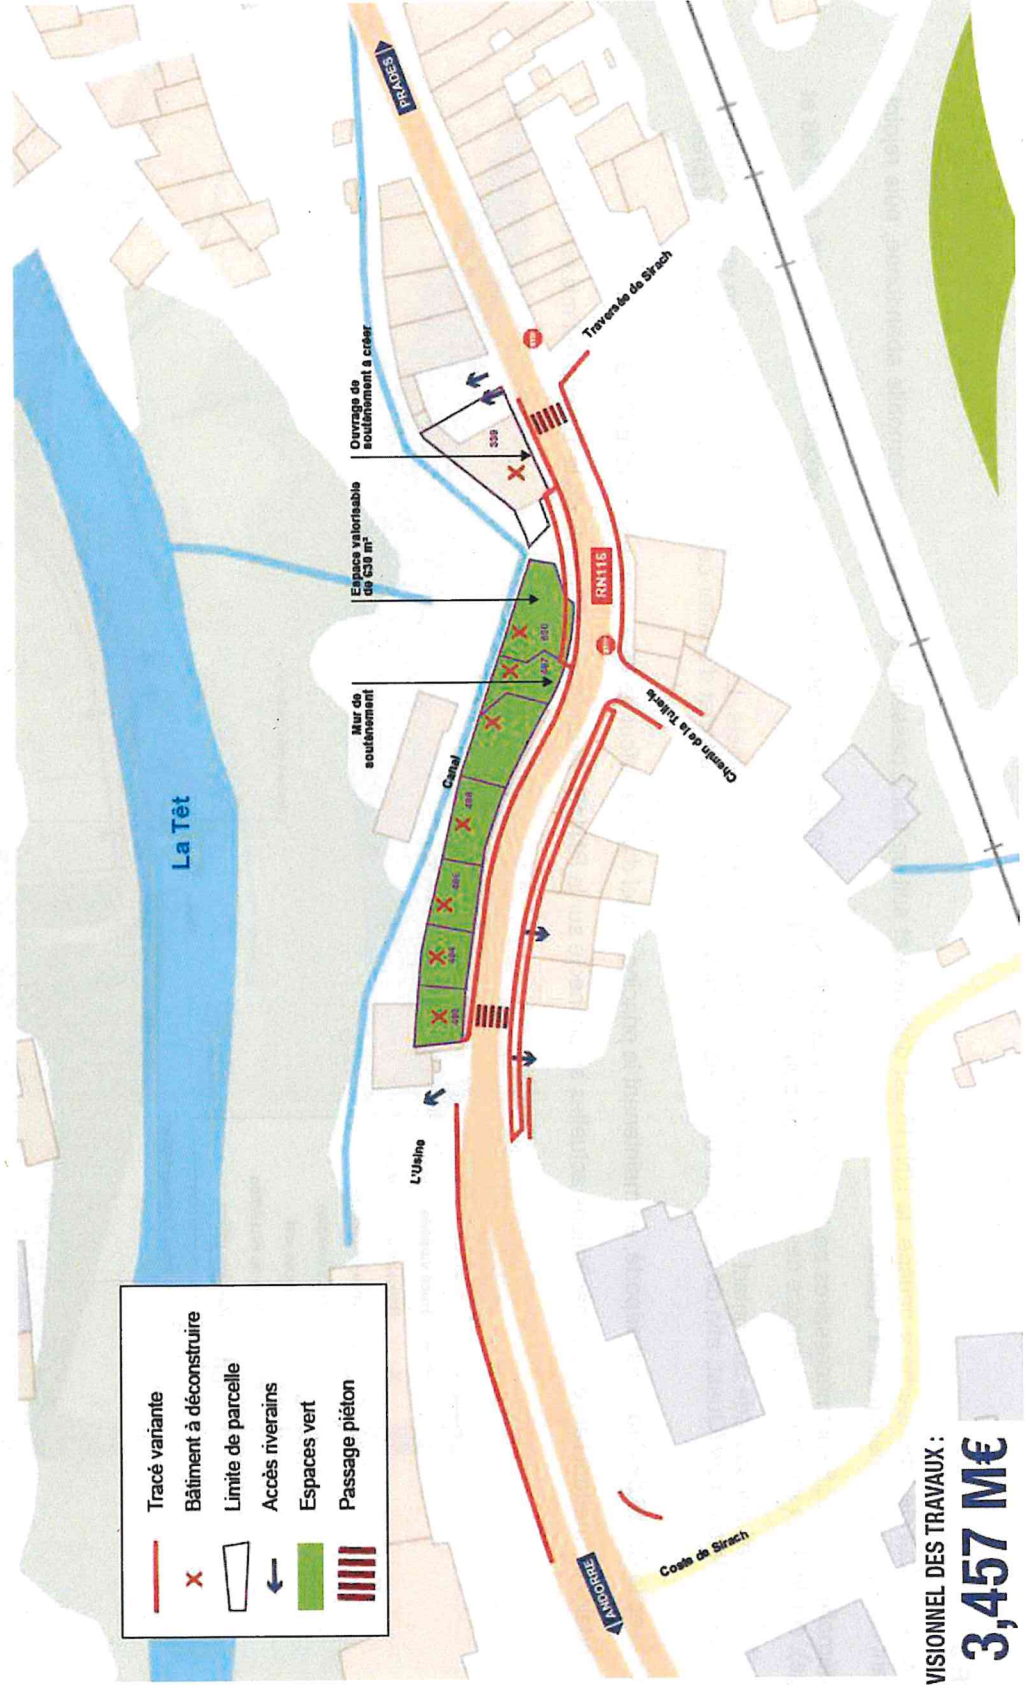 La Têt
PRADES
Ouvrage de
soutènement à créer
Espace valorisable
de 630 m²
Mur de
soutènement
Canal
L'Usine
339
RN116
Traversée de Sirach
Chemin de la Tuilerie
Coste de Sirach
ANDORRE
Tracé variante
Bâtiment à déconstruire
Limite de parcelle
Accès riverains
Espaces vert
Passage piéton
VISIONNEL DES TRAVAUX :
3,457 M€